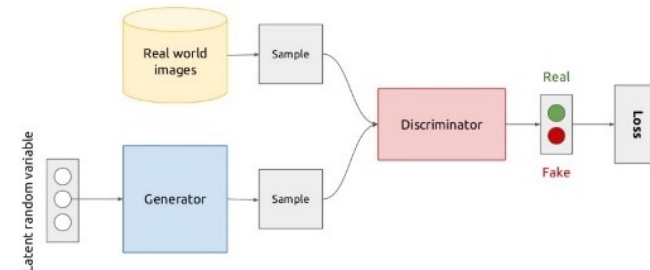 Real world
images
Sample
Real
Discriminator
Loss
Fake
Latent random variable
Generator
Sample